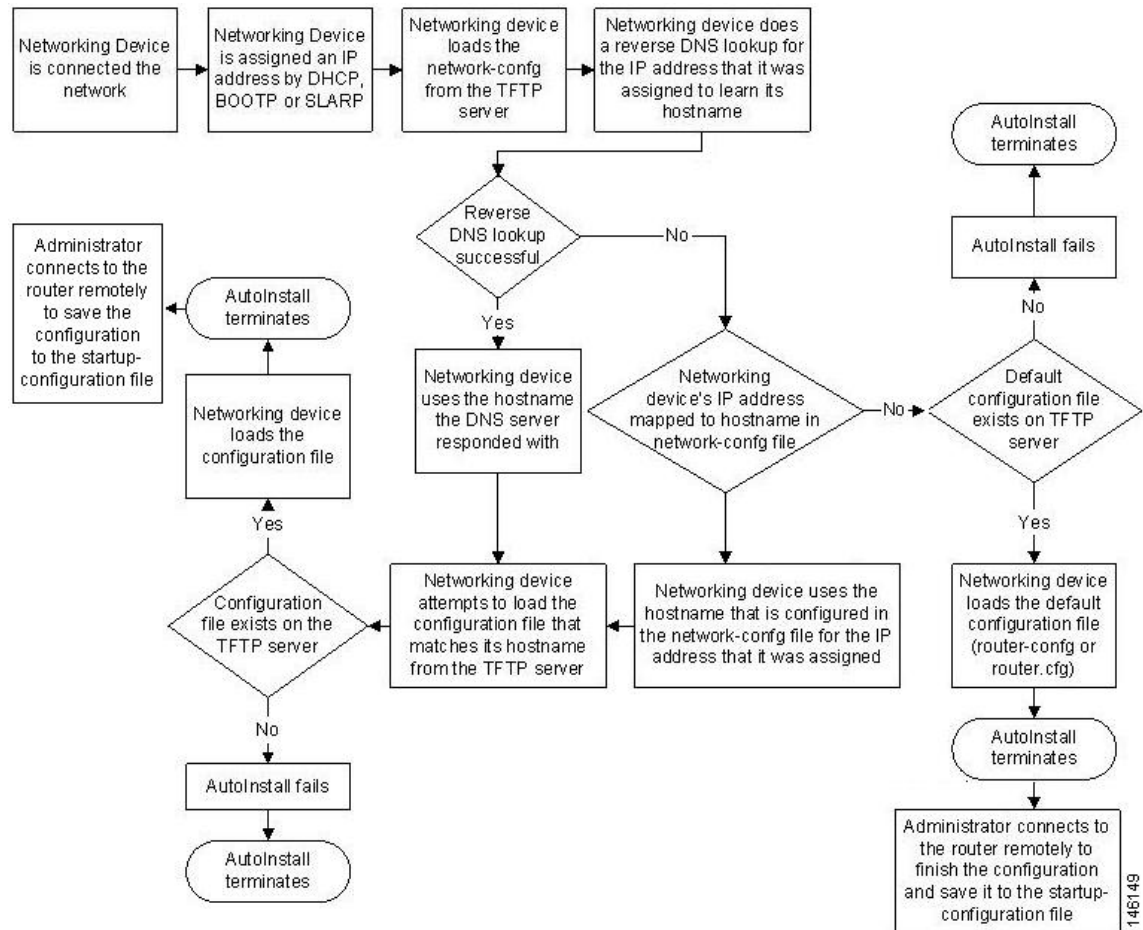 Networking Device
is connected the
network
Networking Device
is assigned an IP
address by DHCP,
BOOTP or SLARP
Networking device
loads the
network-confg
from the TFTP
server
Networking device does
a reverse DNS lookup for
the IP address that it was
assigned to learn its
hostname
AutoInstall
terminates
Reverse
DNS lookup
successful
No
AutoInstall fails
Administrator
connects to the
router remotely
to save the
configuration
to the startup-
configuration file
AutoInstall
terminates
Yes
No
Networking device
uses the hostname
the DNS server
responded with
Networking
device's IP address
mapped to hostname in
network-confg file
No
Default
configuration file
exists on TFTP
server
Networking device
loads the
configuration file
Yes
Yes
Configuration
file exists on the
TFTP server
Networking device
attempts to load the
configuration file that
matches its hostname
from the TFTP server
Networking device uses the
hostname that is configured in
the network-confg file for the IP
address that it was assigned
Networking device
loads the default
configuration file
(router-confg or
router.cfg)
No
AutoInstall fails
AutoInstall
terminates
AutoInstall
terminates
Administrator connects to
the router remotely to
finish the configuration
and save it to the startup-
configuration file
146149